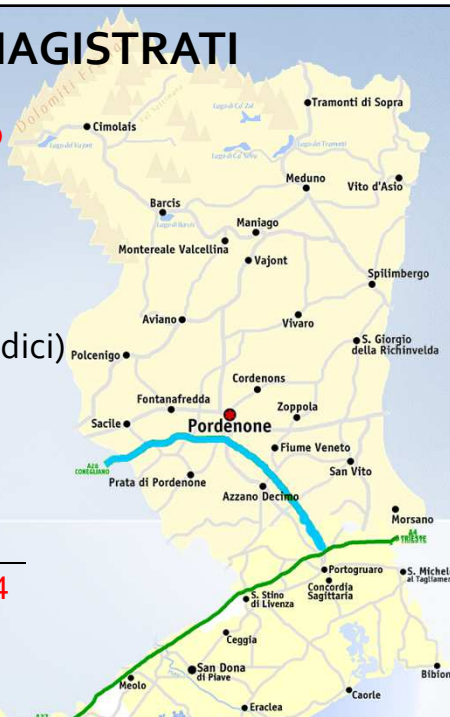 MAGISTRATI
Tramonti di Sopra
Cimolais
Meduno
Vito d'Asio
Barcis
Maniago
Montereale Valcellina
Vajont
Spilimbergo
Aviano
Vivaro
S. Giorgio
della Richinvelda
dici)
Polcenigo
Cordenons
Fontanafredda
Zoppola
Sacile
Pordenone
Fiume Veneto
A28
CONEGLIANO
San Vito
Prata di Pordenone
Azzano Decimo
Morsano
A4
TRIESTE
Portogruaro
S. Michele
al Tagliamen
4
Concordia
Sagittaria
S. Stino
di Livenza
Ceggia
San Dona
di Piave
Bibion
Meolo
Caorle
Eraclea